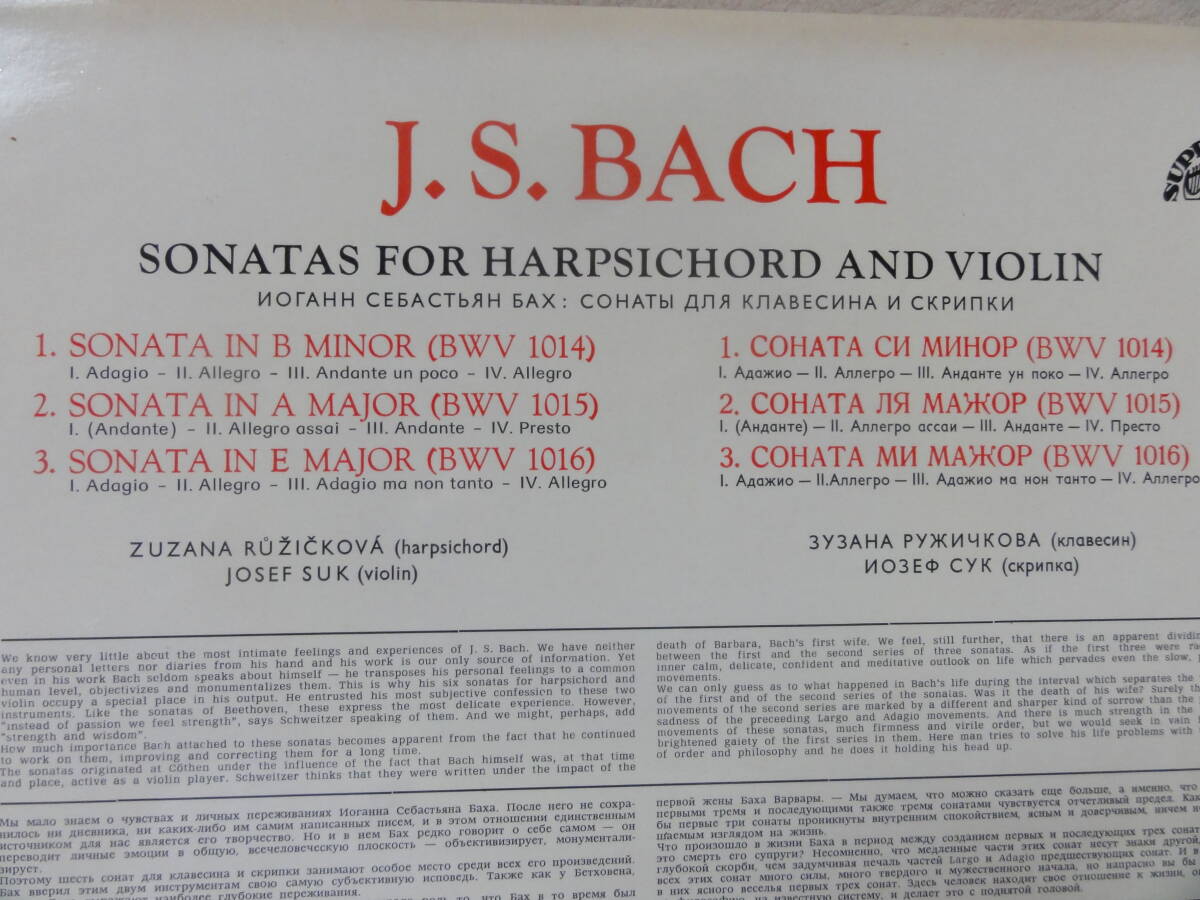 J. S. BACH
SONATAS FOR HARPSICHORD AND VIOLIN
ИОГАНН СЕБАСТЬЯН БАХ: СОНАТЫ ДЛЯ КЛАВЕСИНА И СКРИПКИ
1. SONATA IN B MINOR (BWV 1014)
I. Adagio – II. Allegro – III. Andante un poco – IV. Allegro
2. SONATA IN A MAJOR (BWV 1015)
I. (Andante) – II. Allegro assai – III. Andante – IV. Presto
3. SONATA IN E MAJOR (BWV 1016)
I. Adagio – II. Allegro – III. Adagio ma non tanto – IV. Allegro
ZUZANA RŮŽIČKOVÁ (harpsichord)
JOSEF SUK (violin)
1. СОНАТА СИ МИНОР (BWV 1014)
I. Адажио — II. Аллегро — III. Анданте ун поко — IV. Аллегро
2. СОНАТА ЛЯ МАЖОР (BWV 1015)
I. (Анданте) — II. Аллегро ассаи — III. Анданте — IV. Престо
3. СОНАТА МИ МАЖОР (BWV 1016)
I. Адажио — II.Аллегро — III. Адажио ма нон танто — IV. Аллегро
ЗУЗАНА РУЖИЧКОВА (клавесин)
ИОЗЕФ СУК (скрипка)
We know very little about the most intimate feelings and experiences of J. S. Bach. We have neither
any personal letters nor diaries from his hand and his work is our only source of information. Yet
even in his work Bach seldom speaks about himself — he transposes his personal feelings to a common
human level, objectivizes and monumentalizes them. This is why his six sonatas for harpsichord and
violin occupy a special place in his output. He entrusted his most subjective confession to these two
instruments. Like the sonatas of Beethoven, these express the most delicate experience. However,
"instead of passion we feel strength", says Schweitzer speaking of them. And we might, perhaps, add
"strength and wisdom".
How much importance Bach attached to these sonatas becomes apparent from the fact that he continued
to work on them, improving and correcting them for a long time.
The sonatas originated at Cöthen under the influence of the fact that Bach himself was, at that time
and place, active as a violin player. Schweitzer thinks that they were written under the impact of the
death of Barbara, Bach's first wife. We feel, still further, that there is an apparent
between the first and the second series of three sonatas. As if the first three were
inner calm, delicate, confident and meditative outlook on life which pervades even the slow,
movements.
We can only guess as to what happened in Bach's life during the interval which separates the
of the first and of the second series of the sonatas. Was it the death of his wife? Surely
movements of the second series are marked by a different and sharper kind of sorrow than the
sadness of the preceeding Largo and Adagio movements. And there is much strength in the
movements of these sonatas, much firmness and virile order, but we would seek in vain
brightened gaiety of the first series in them. Here man tries to solve his life problems with
of order and philosophy and he does it holding his head up.
Мы мало знаем о чувствах и личных переживаниях Иоганна Себастьяна Баха. После него не сохра-
нилось ни дневника, ни каких-либо им самим написанных писем, и в этом отношении единственным
источником для нас является его творчество. Но и в нем Бах редко говорит о себе самом — он
переводит личные эмоции в общую, всечеловеческую плоскость — объективизирует, монументали-
зирует.
Поэтому шесть сонат для клавесина и скрипки занимают особое место среди всех его произведений.
Бах вверил этим двум инструментам свою самую субъективную исповедь. Также как у Бетховена,
наиболее глубокие переживания.
что Бах в то время был
первой жены Баха Варвары. — Мы думаем, что можно сказать еще больше, а именно, что
первыми тремя и последующими также тремя сонатами чувствуется отчетливый предел.
бы первые три сонаты проникнуты внутренним спокойствием, ясным и доверчивым, ничем
взглядом на жизнь.
Что произошло в жизни Баха в период между созданием первых и последующих трех
это смерть его супруги? Несомненно, что медленные части этих сонат несут знаки
глубокой скорби, чем задумчивая печать частей Largo и Adagio предшествующих сонат. И
всех этих сонат много силы, много твердого и мужественного начала, но напрасно вы бы
в них ясного веселья первых трех сонат. Здесь человек находит свое отношение к жизни,
на известную систему, и делает это с поднятой головой.